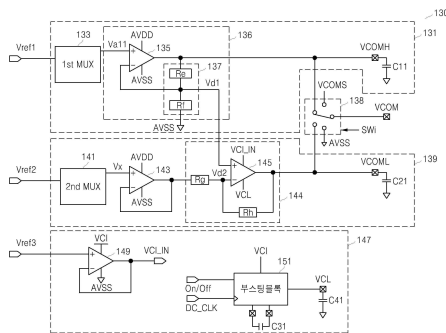 130
131
133
Vref1
1st MUX
Va11
AVDD
135
AVSS
136
137
Re
Rf
Vd1
AVSS
VCOMH
C11
VCOMS
138
VCOM
SWi
AVSS
139
141
Vref2
2nd MUX
Vx
AVDD
143
AVSS
Rg
Vd2
VCI_IN
145
VCL
Rh
144
VCOML
C21
147
Vref3
VCI
149
AVSS
VCI_IN
VCI
151
On/Off
DC_CLK
부스팅블록
VCL
C41
C31